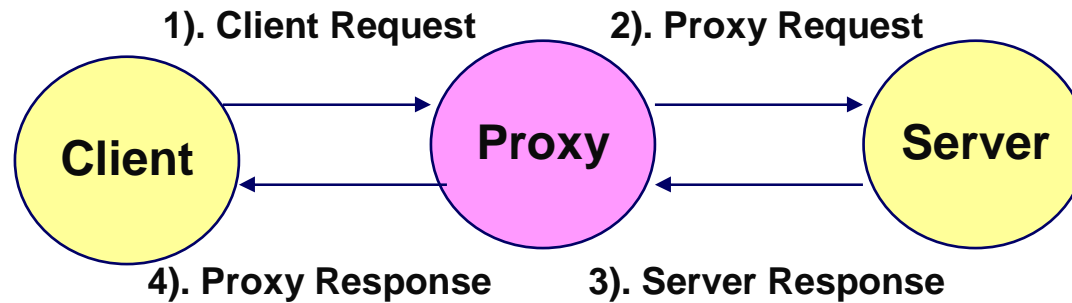 1). Client Request
2). Proxy Request
Client
Proxy
Server
4). Proxy Response
3). Server Response